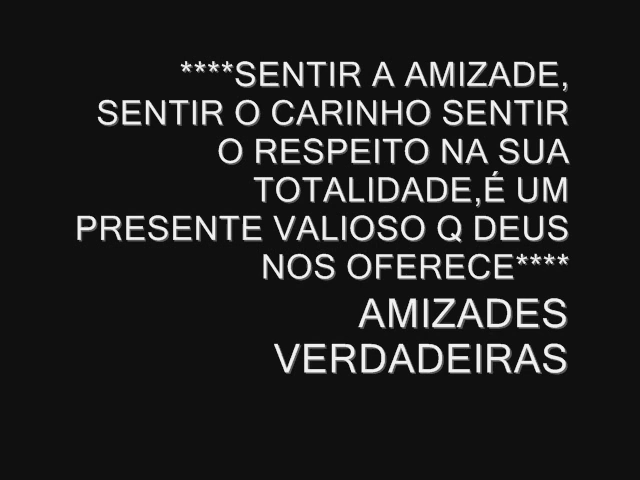 ****SENTIR A AMIZADE,
SENTIR O CARINHO SENTIR
O RESPEITO NA SUA
TOTALIDADE,É UM
PRESENTE VALIOSO Q DEUS
NOS OFERECE****
AMIZADES
VERDADEIRAS